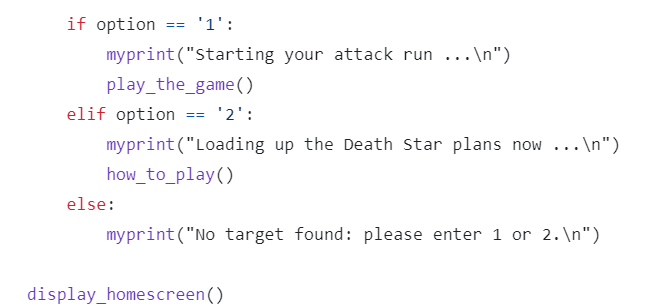 if option == '1':
myprint("Starting your attack run ...\n")
play_the_game()
elif option == '2':
myprint("Loading up the Death Star plans now ...\n")
how_to_play()
else:
myprint("No target found: please enter 1 or 2.\n")
display_homescreen()